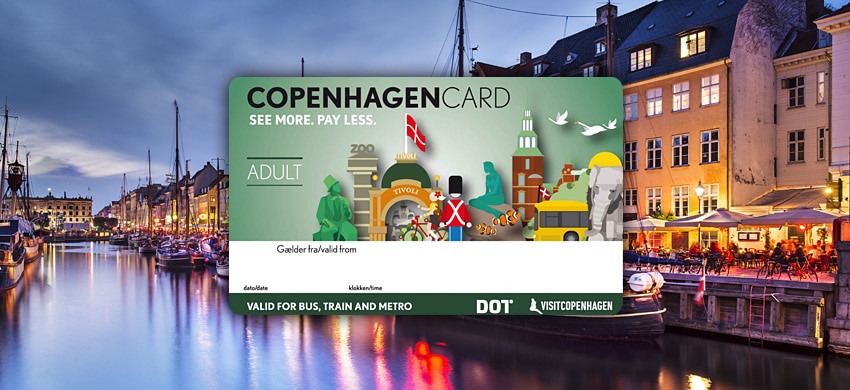 COPENHAGENCARD
SEE MORE. PAY LESS.
ADULT
ZOO
TIVOLI
TIVOLI
Gælder fra/valid from
dato/date klokken/time
VALID FOR BUS, TRAIN AND METRO DOT VISITCOPENHAGEN